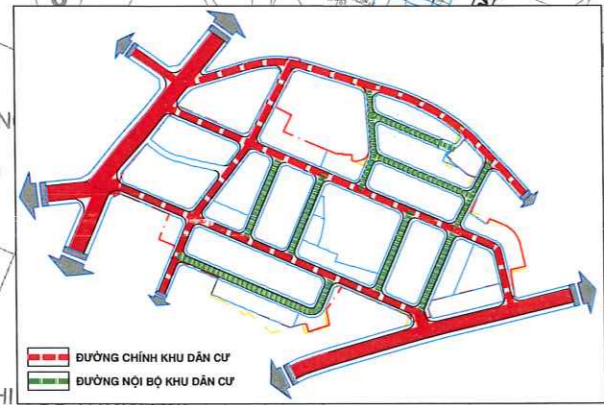 ĐƯỜNG CHÍNH KHU DÂN CƯ
ĐƯỜNG NỘI BỘ KHU DÂN CƯ